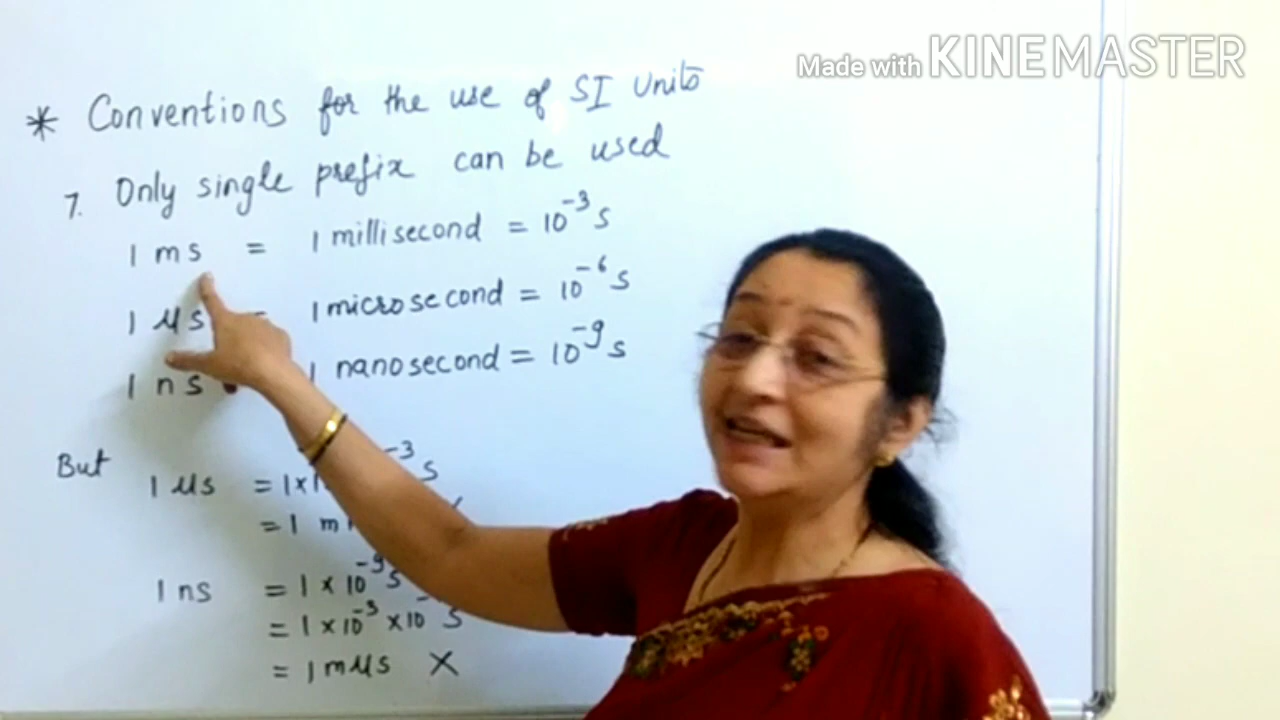 Made with KINEMASTER
* Conventions for the use of SI Units
7. Only single prefix can be used
1 ms = 1 millisecond = 10⁻³ s
1 μs = 1 microsecond = 10⁻⁶ s
1 ns 1 nanosecond = 10⁻⁹ s
But 1 μs = 1 × ⁻³ s
= 1 m
1 ns = 1 × 10⁻⁹ s
= 1 × 10⁻³ × 10⁻ s
= 1 mμs X